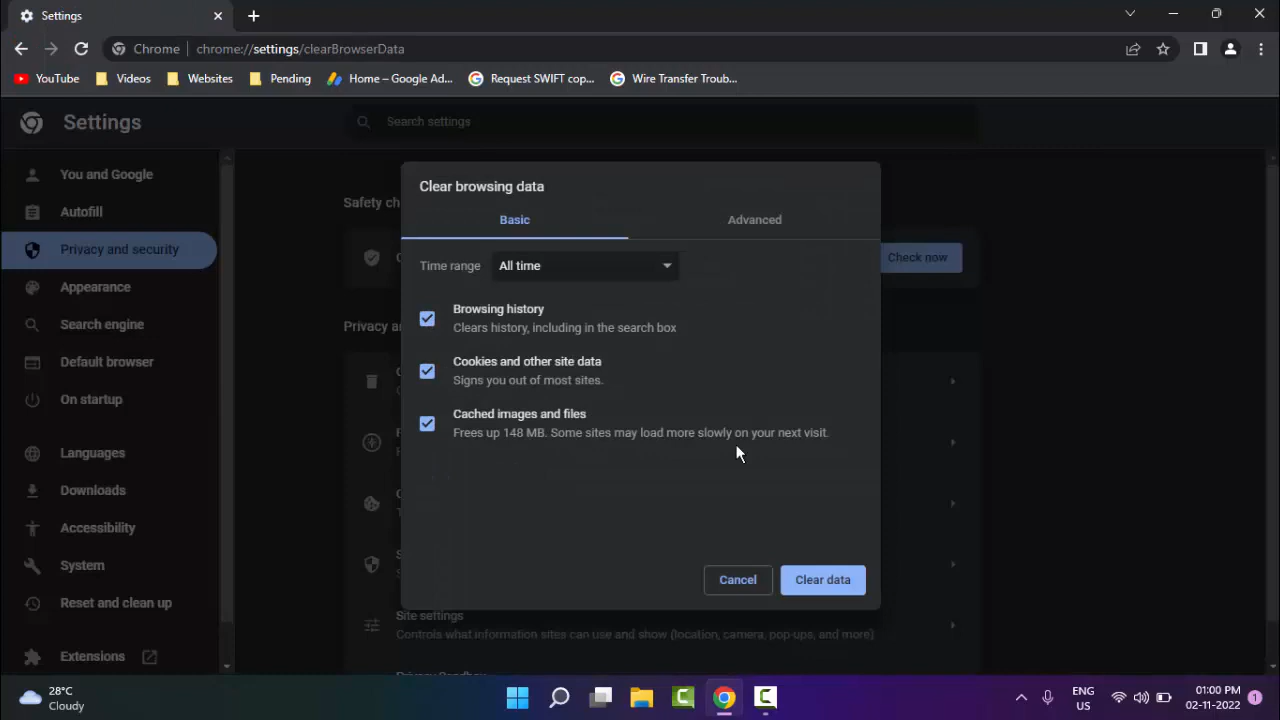 Settings
Chrome chrome://settings/clearBrowserData
YouTube Videos Websites Pending Home – Google Ad... Request SWIFT cop... Wire Transfer Troub...
Settings
Search settings
You and Google
Autofill
Privacy and security
Appearance
Search engine
Default browser
On startup
Languages
Downloads
Accessibility
System
Reset and clean up
Extensions
Safety ch
Check now
Privacy a
Clear browsing data
Basic Advanced
Time range All time
Browsing history
Clears history, including in the search box
Cookies and other site data
Signs you out of most sites.
Cached images and files
Frees up 148 MB. Some sites may load more slowly on your next visit.
Cancel Clear data
Site settings
Controls what information sites can use and show (location, camera, pop-ups, and more)
28°C
Cloudy
ENG
US
01:00 PM
02-11-2022
1